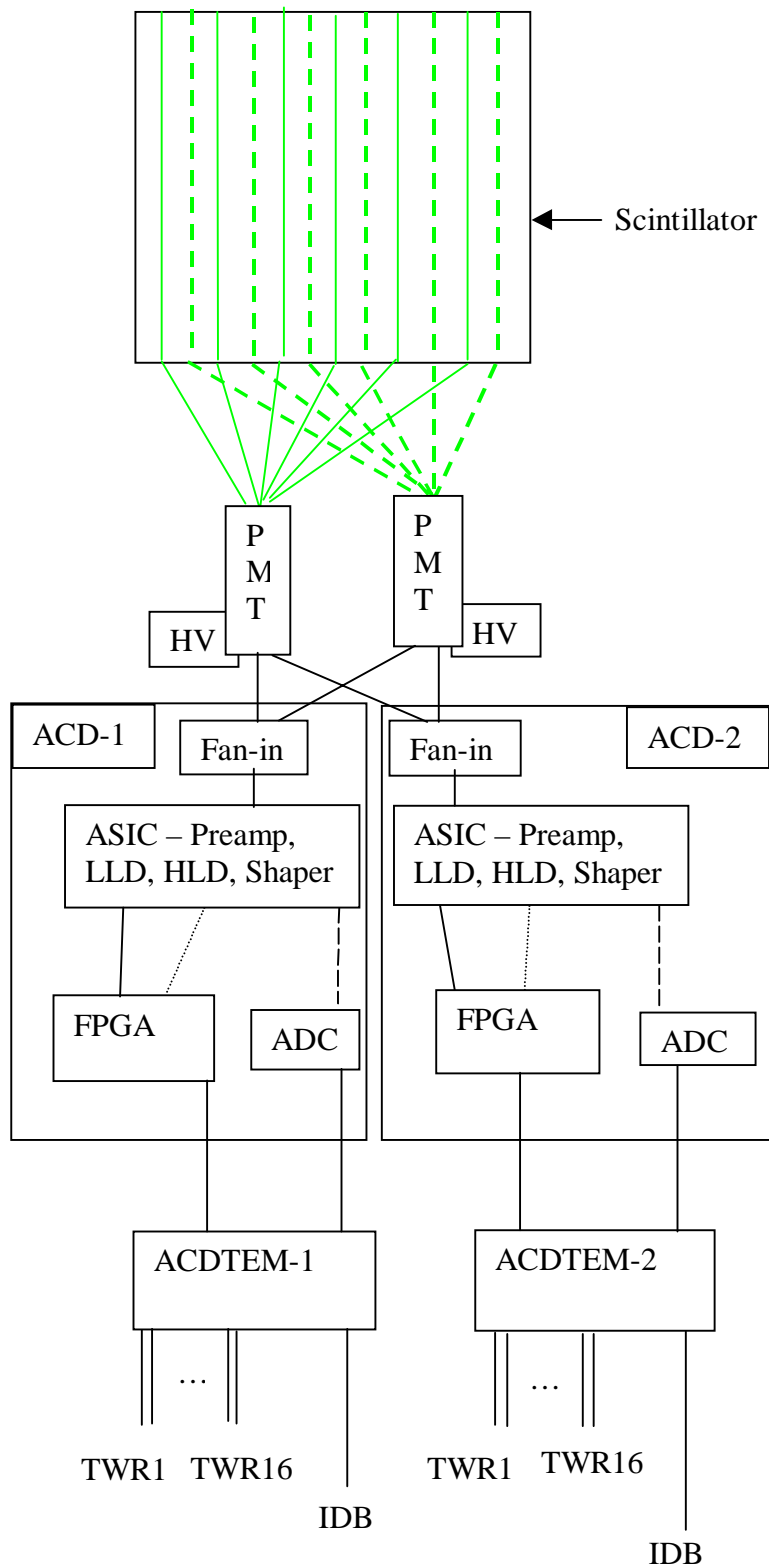 Scintillator
P
M
T
P
M
T
HV
HV
ACD-1
Fan-in
Fan-in
ACD-2
ASIC – Preamp,
LLD, HLD, Shaper
ASIC – Preamp,
LLD, HLD, Shaper
FPGA
ADC
FPGA
ADC
ACDTEM-1
ACDTEM-2
…
…
TWR1
TWR16
TWR1
TWR16
IDB
IDB